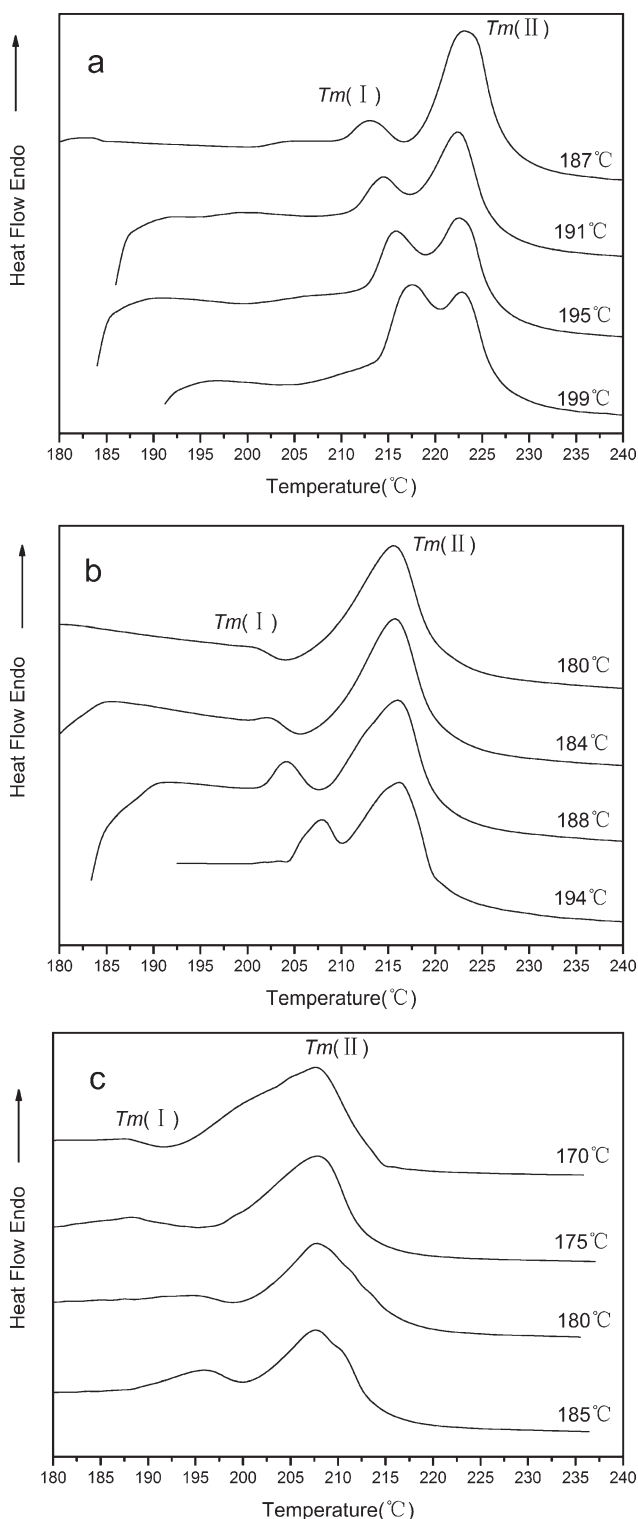 a
Tm(Ⅰ)
Tm(Ⅱ)
187℃
191℃
195℃
199℃
Heat Flow Endo
180 185 190 195 200 205 210 215 220 225 230 235 240
Temperature(℃)
b
Tm(Ⅰ)
Tm(Ⅱ)
180℃
184℃
188℃
194℃
Heat Flow Endo
180 185 190 195 200 205 210 215 220 225 230 235 240
Temperature(℃)
c
Tm(Ⅰ)
Tm(Ⅱ)
170℃
175℃
180℃
185℃
Heat Flow Endo
180 185 190 195 200 205 210 215 220 225 230 235 240
Temperature(℃)